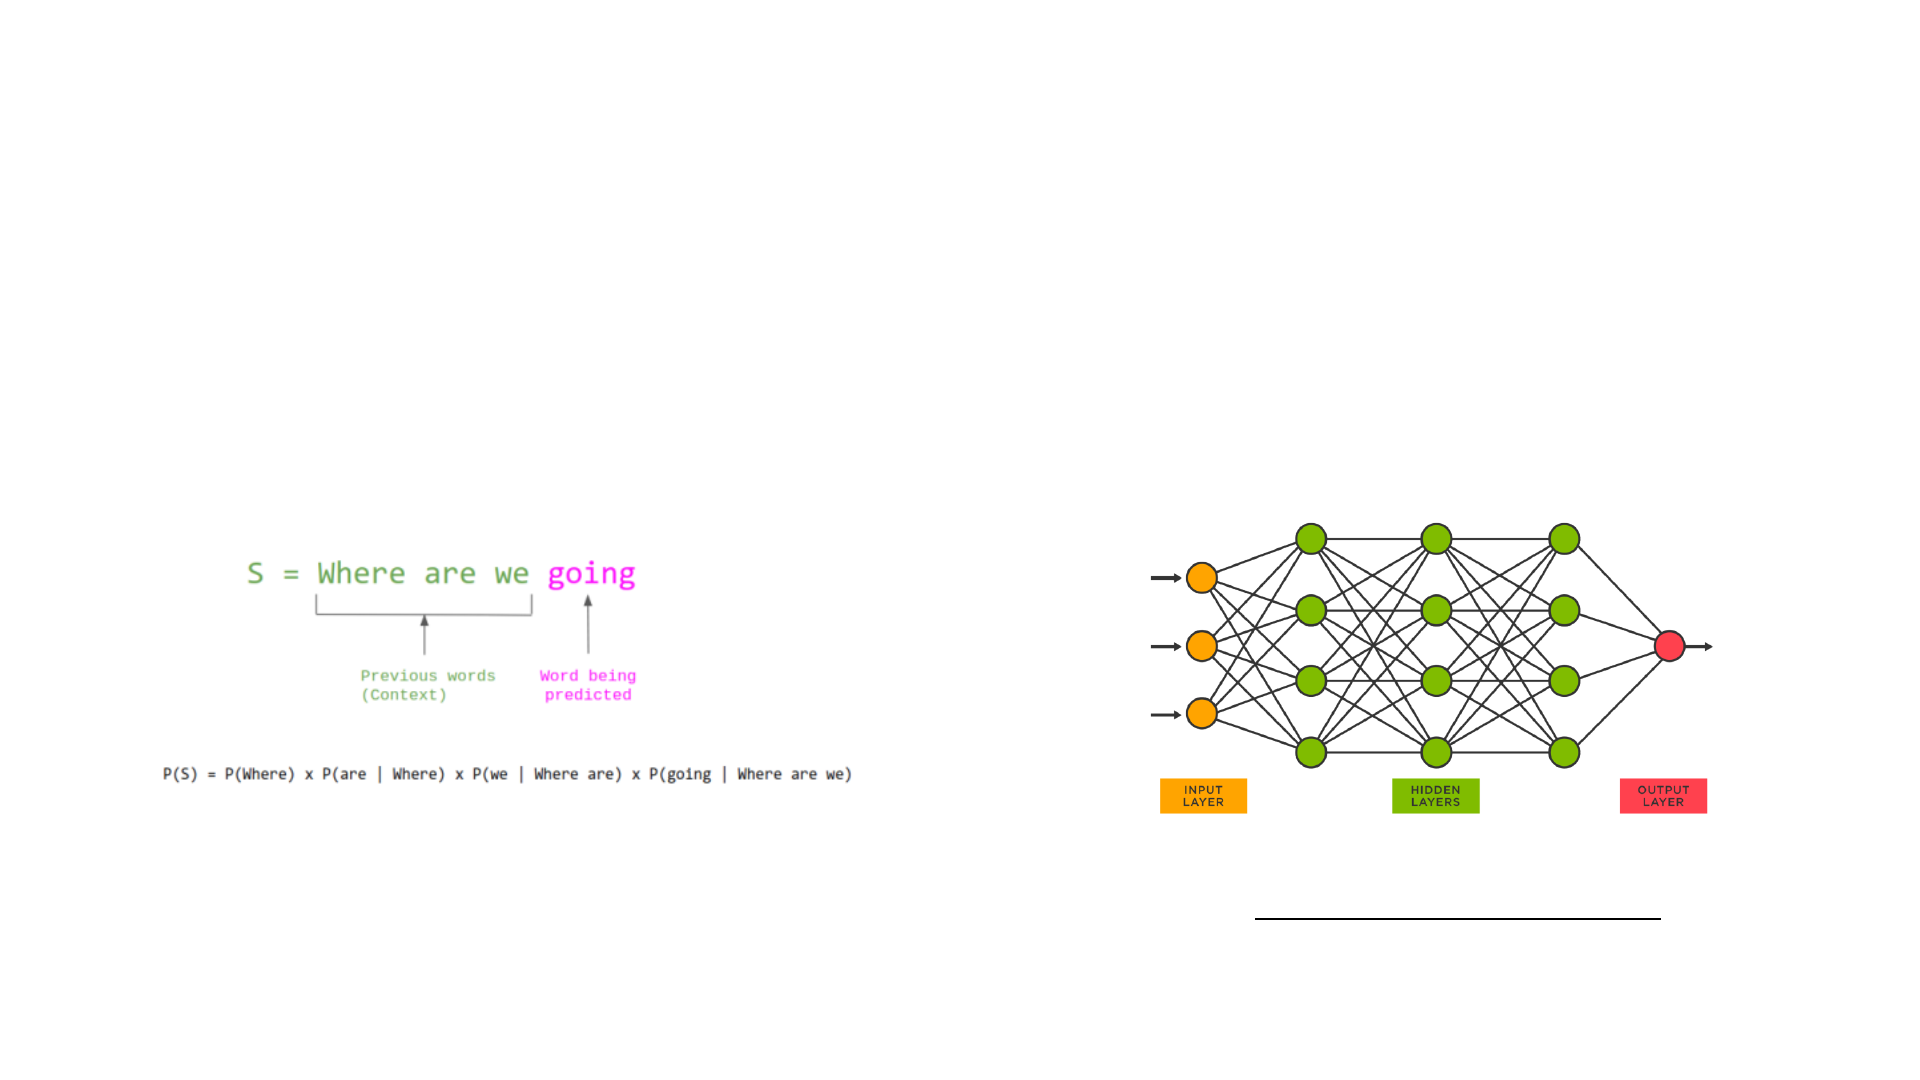 S = Where are we going
Previous words
(Context)
Word being
predicted
P(S) = P(Where) x P(are | Where) x P(we | Where are) x P(going | Where are we)
INPUT
LAYER
HIDDEN
LAYERS
OUTPUT
LAYER